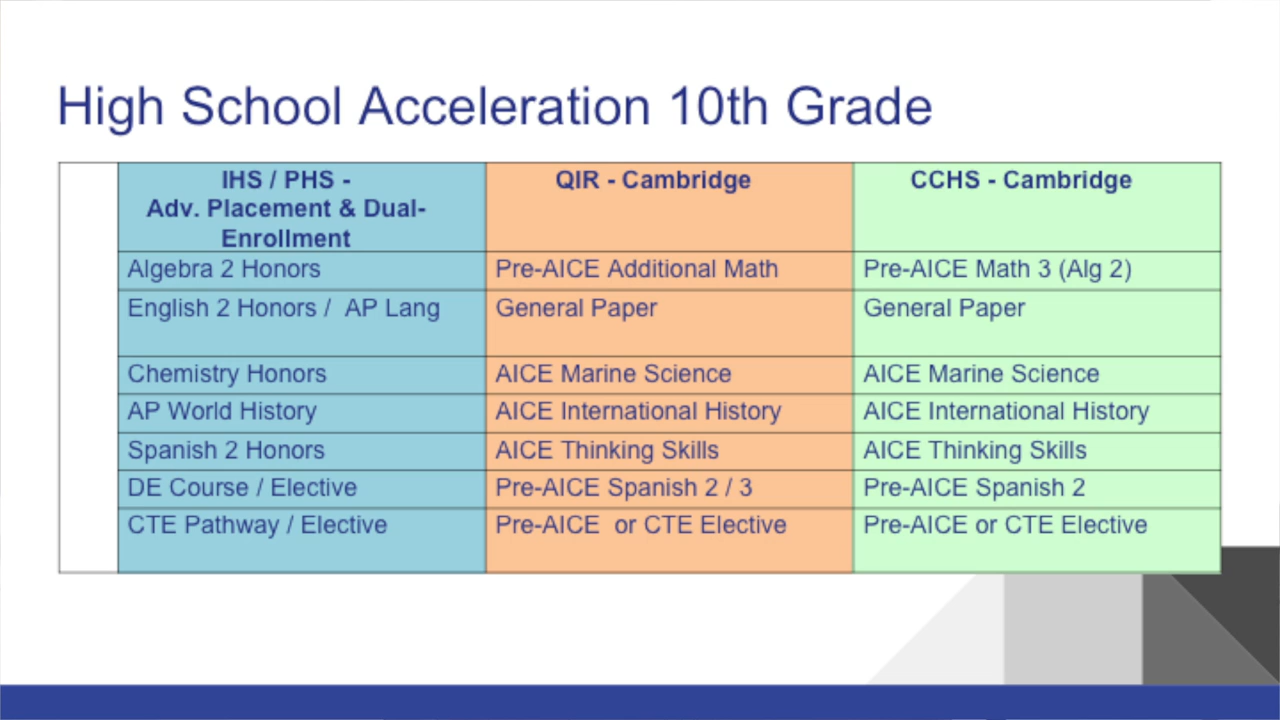 High School Acceleration 10th Grade
IHS / PHS -
Adv. Placement & Dual-
Enrollment
QIR - Cambridge
CCHS - Cambridge
Algebra 2 Honors
Pre-AICE Additional Math
Pre-AICE Math 3 (Alg 2)
English 2 Honors / AP Lang
General Paper
General Paper
Chemistry Honors
AICE Marine Science
AICE Marine Science
AP World History
AICE International History
AICE International History
Spanish 2 Honors
AICE Thinking Skills
AICE Thinking Skills
DE Course / Elective
Pre-AICE Spanish 2 / 3
Pre-AICE Spanish 2
CTE Pathway / Elective
Pre-AICE or CTE Elective
Pre-AICE or CTE Elective